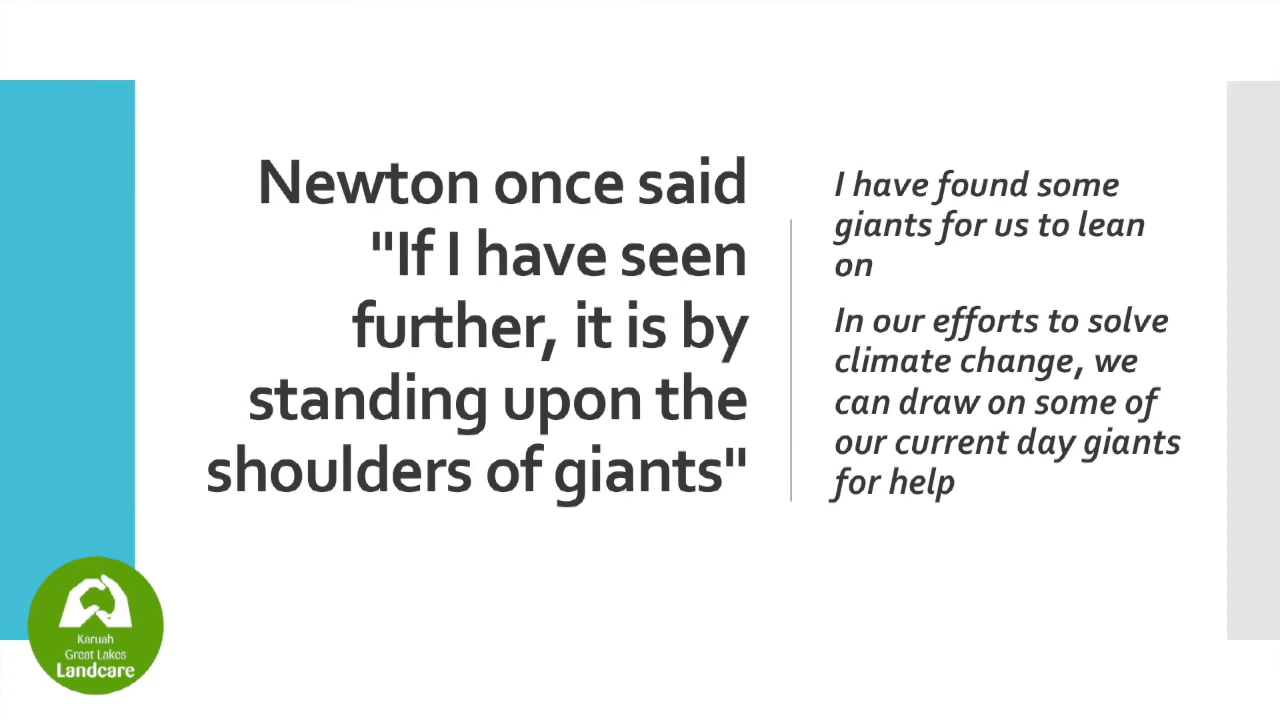 Newton once said
"If I have seen
further, it is by
standing upon the
shoulders of giants"
I have found some
giants for us to lean
on
In our efforts to solve
climate change, we
can draw on some of
our current day giants
for help
Karuah
Great Lakes
Landcare